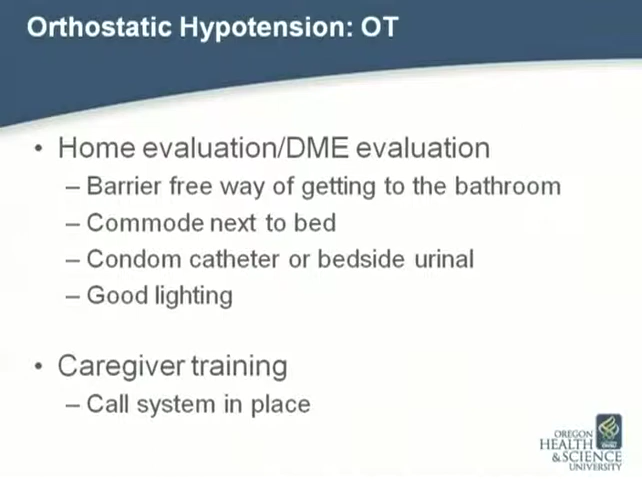 Orthostatic Hypotension: OT
• Home evaluation/DME evaluation
– Barrier free way of getting to the bathroom
– Commode next to bed
– Condom catheter or bedside urinal
– Good lighting
• Caregiver training
– Call system in place
OREGON
HEALTH
& SCIENCE
UNIVERSITY